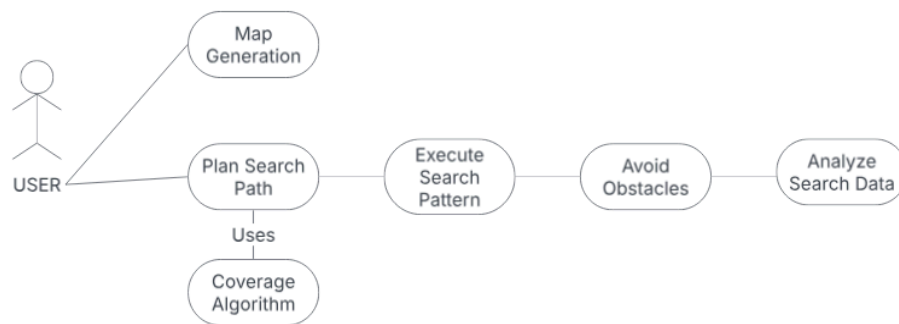 Map
Generation
USER
Plan Search
Path
Execute
Search
Pattern
Avoid
Obstacles
Analyze
Search Data
Uses
Coverage
Algorithm